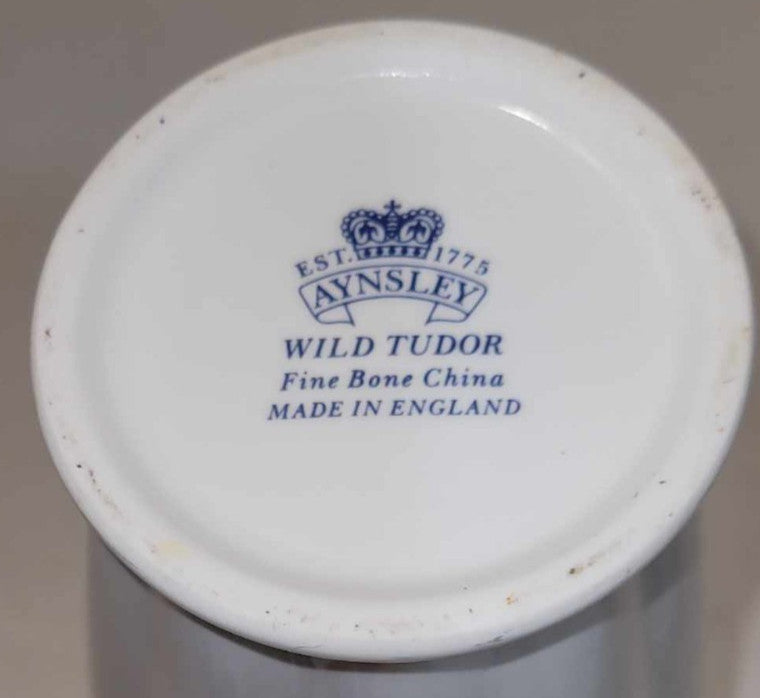 EST. 1775
AYNSLEY
WILD TUDOR
Fine Bone China
MADE IN ENGLAND